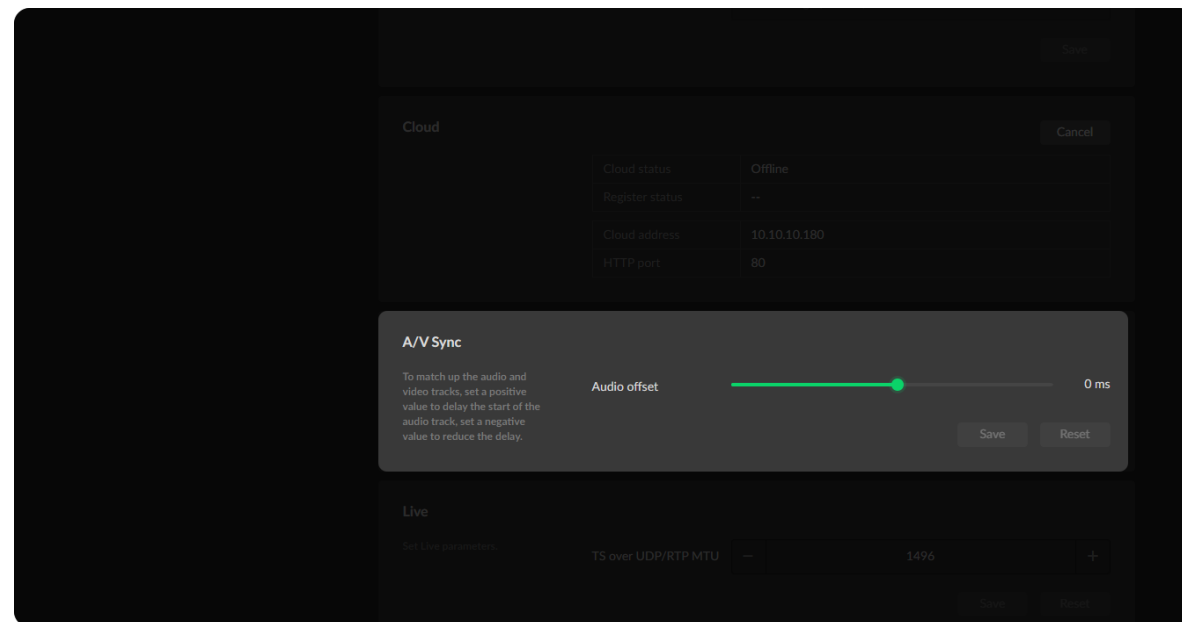 Save
Cloud
Cancel
Cloud status Offline
Register status --
Cloud address 10.10.10.180
HTTP port 80
A/V Sync
To match up the audio and
video tracks, set a positive
value to delay the start of the
audio track, set a negative
value to reduce the delay.
Audio offset 0 ms
Save Reset
Live
Set Live parameters.
TS over UDP/RTP MTU − 1496 +
Save Reset